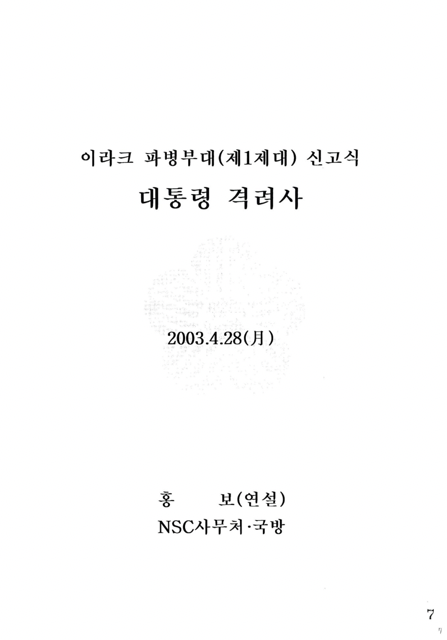 이라크 파병부대(제1제대) 신고식
대통령 격려사
2003.4.28(月)
홍 보(연설)
NSC사무처·국방
7